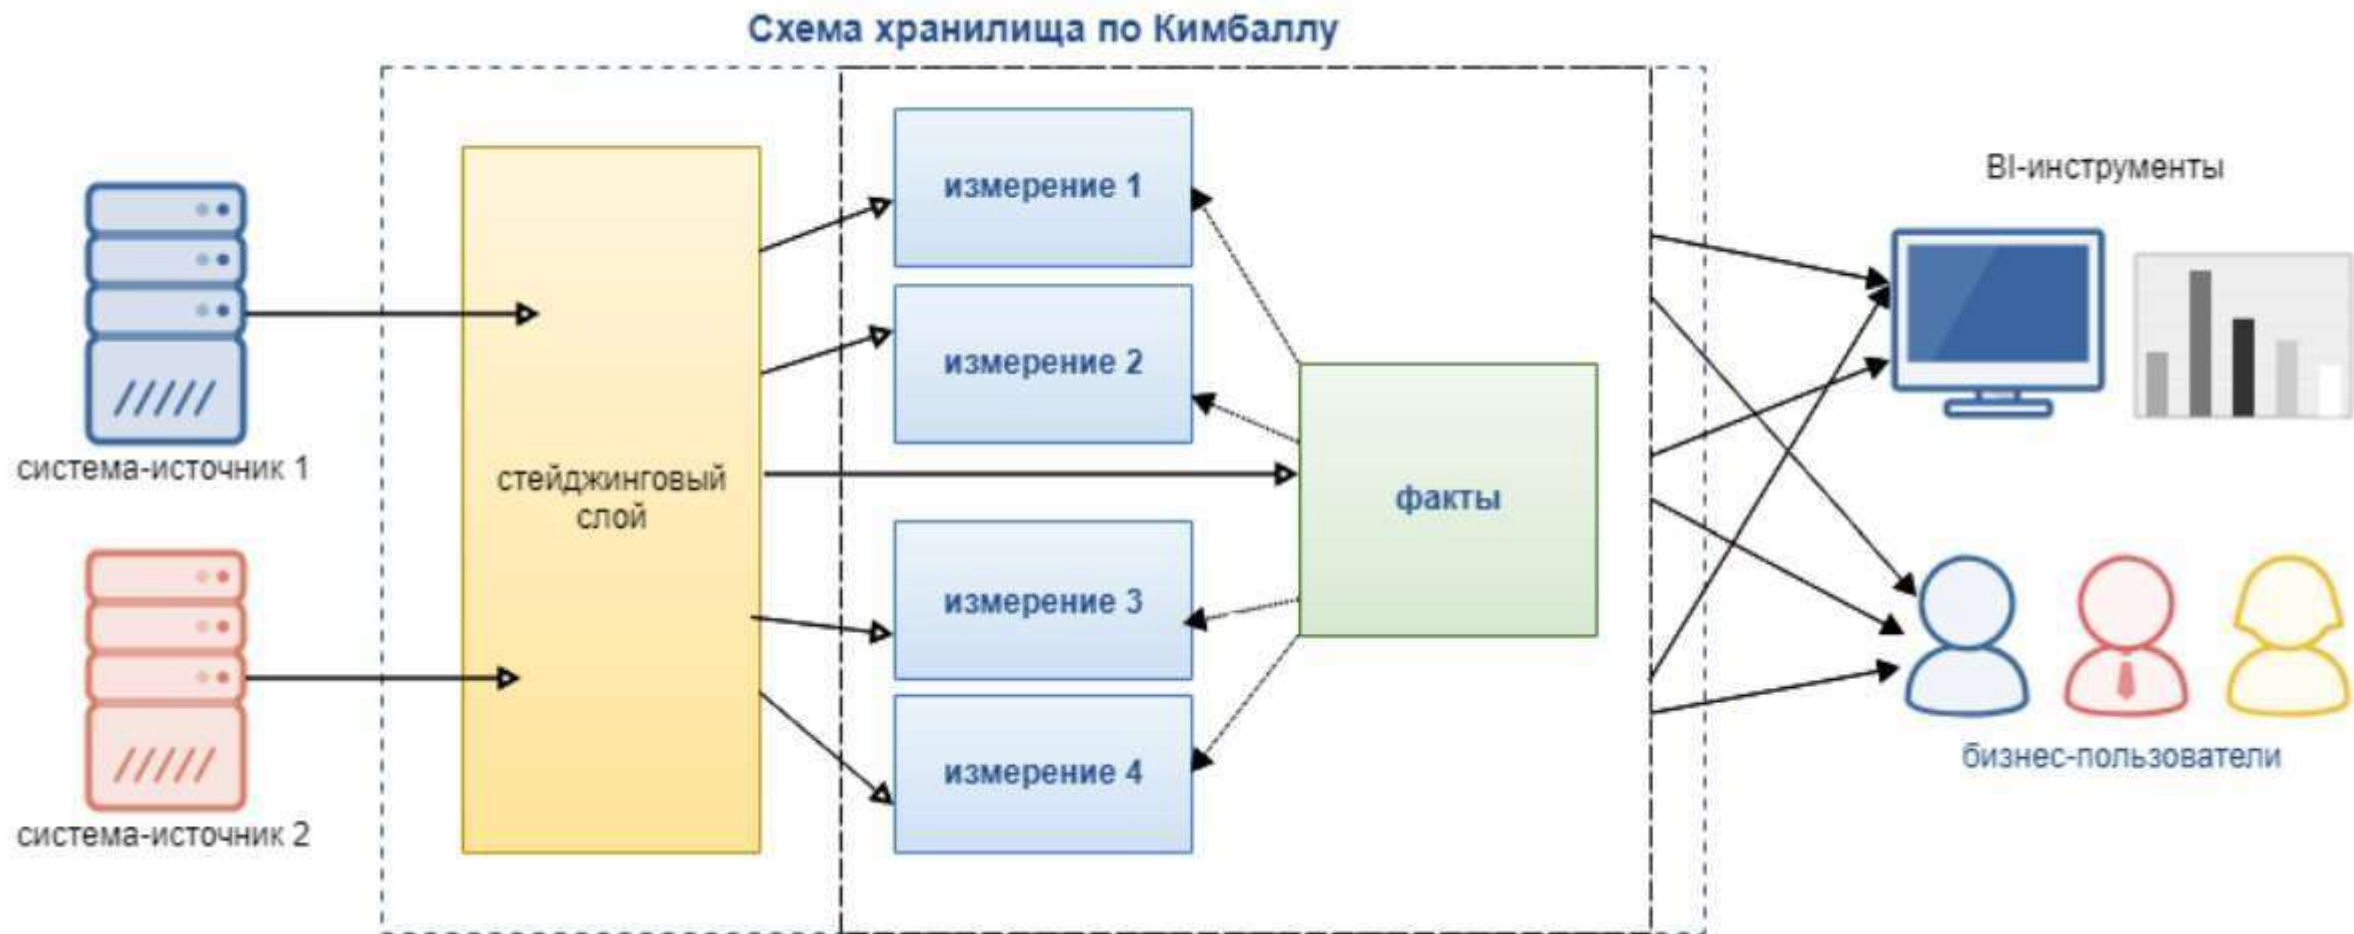 Схема хранилища по Кимбаллу
система-источник 1
система-источник 2
стейджинговый
слой
измерение 1
измерение 2
измерение 3
измерение 4
факты
BI-инструменты
бизнес-пользователи